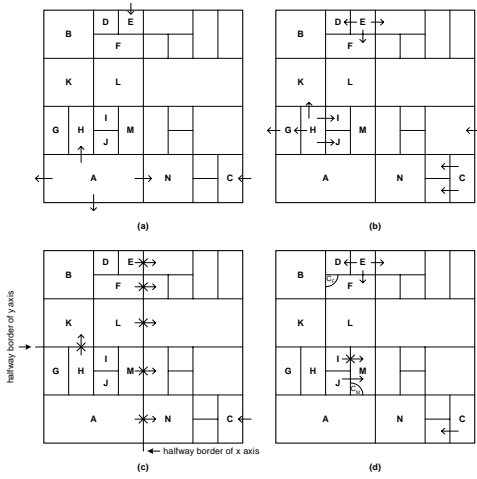 D E
B
F
K L
I
G H M
J
A N C
(a)
D E
B
F
K L
I
G H M
J
A N C
(b)
D E
B
F
K L
I
G H M
J
A N C
halfway border of y axis
halfway border of x axis
(c)
D E
B
C
F
K L
I
G H M
J
C
A N C
(d)